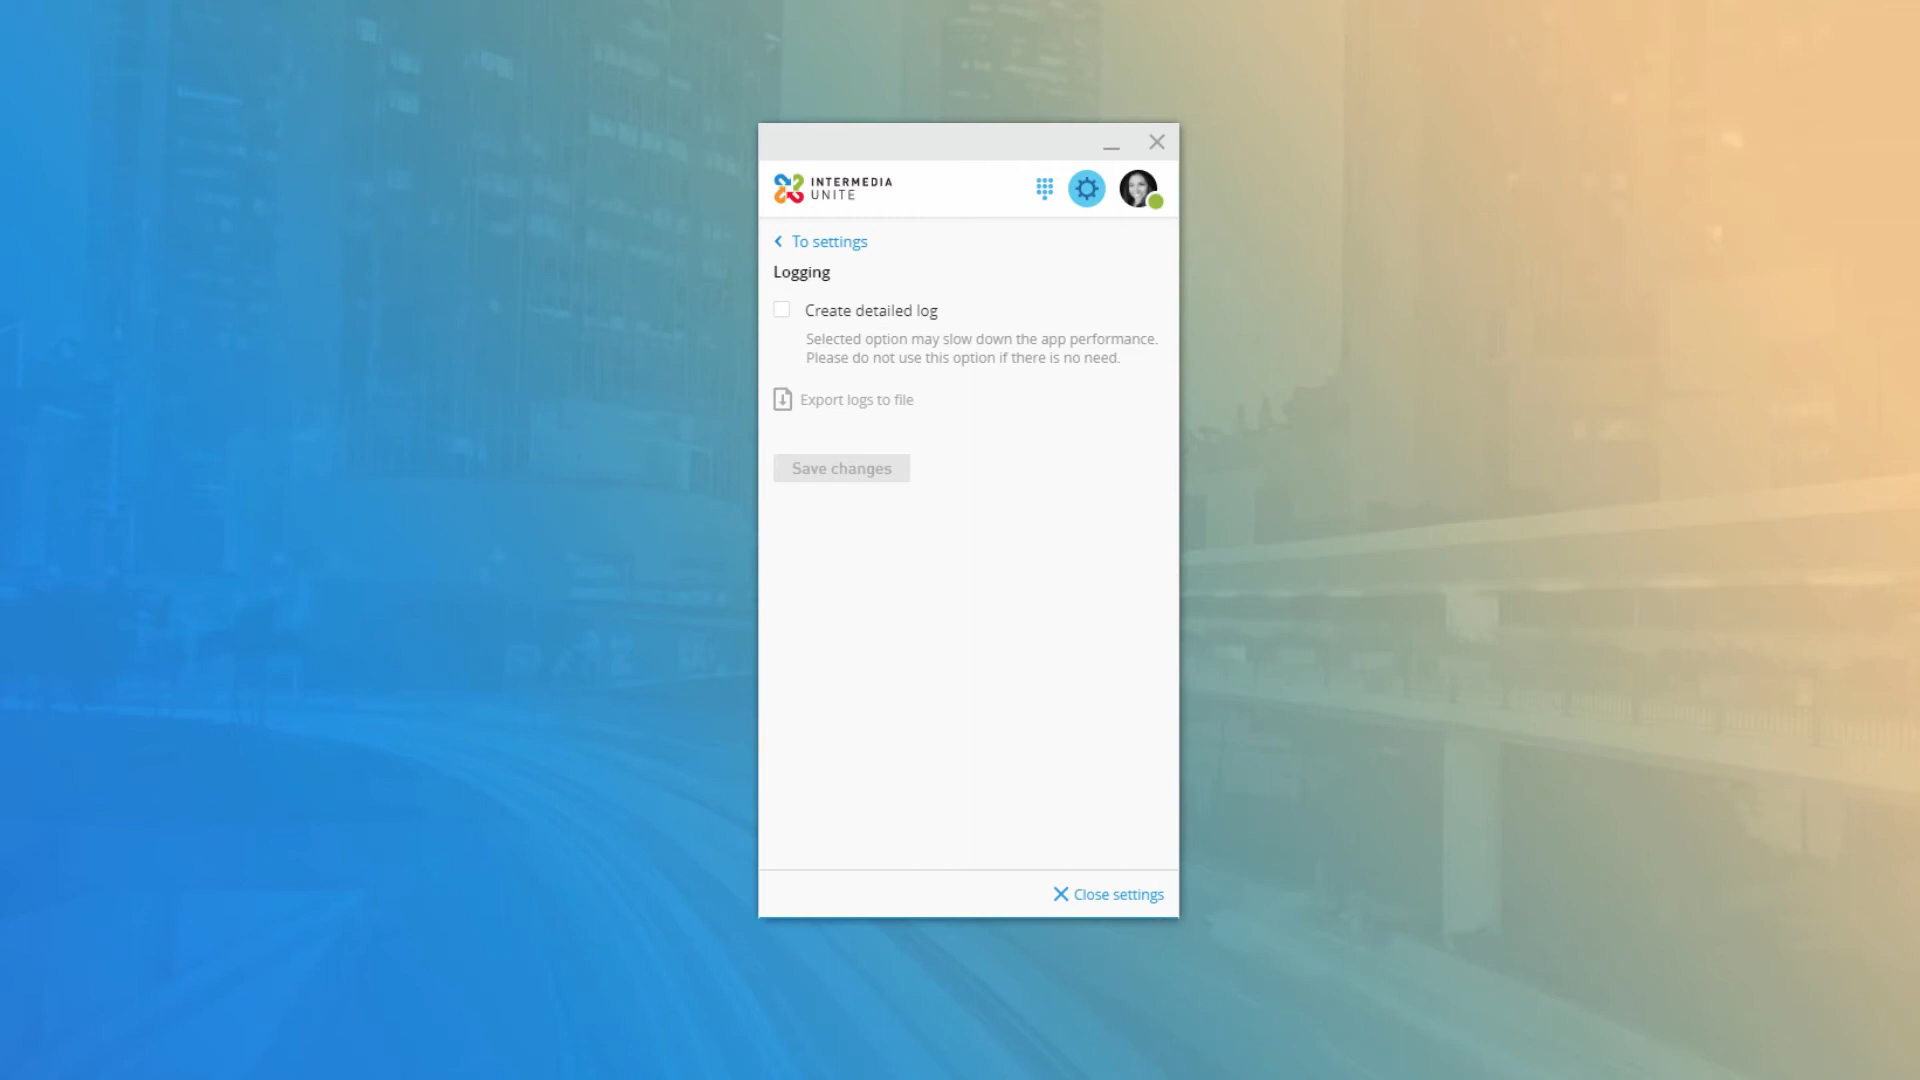 INTERMEDIA
UNITE
To settings
Logging
Create detailed log
Selected option may slow down the app performance.
Please do not use this option if there is no need.
Export logs to file
Save changes
Close settings